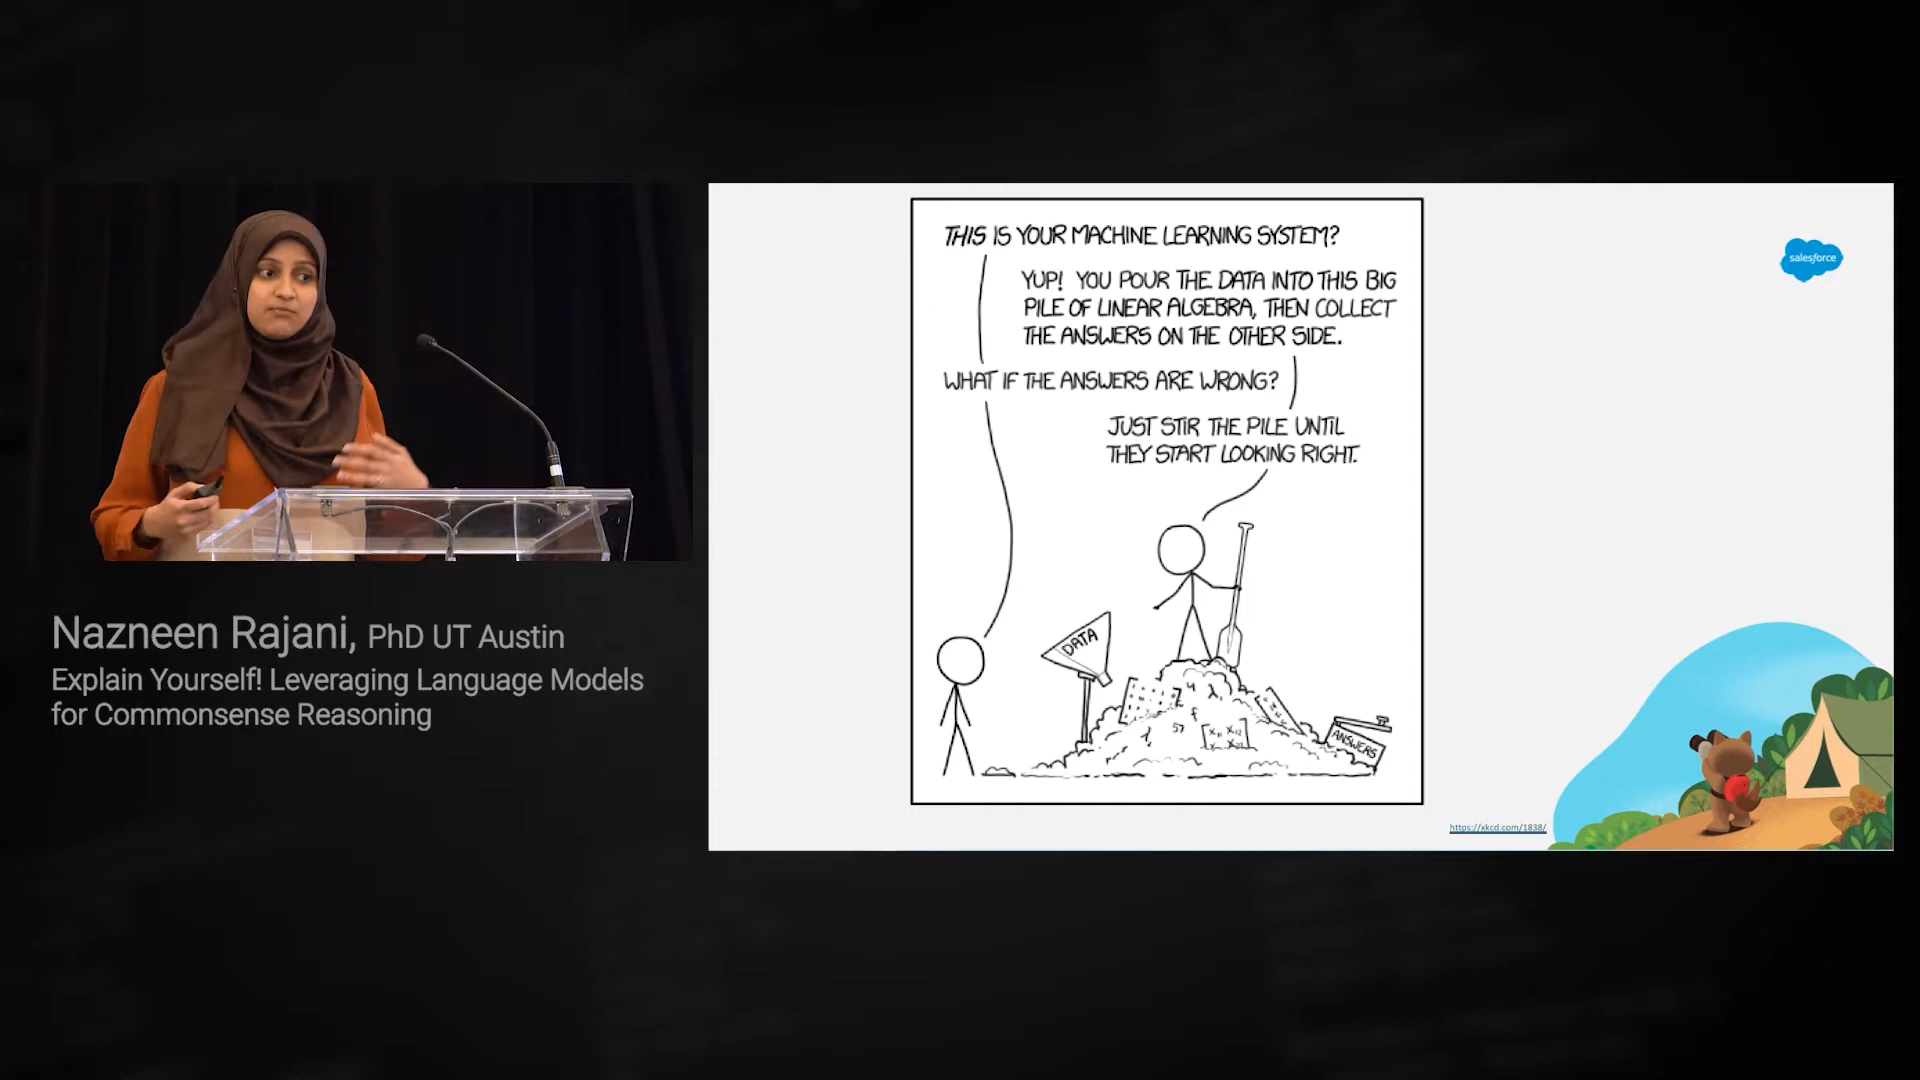 THIS IS YOUR MACHINE LEARNING SYSTEM?
YUP! YOU POUR THE DATA INTO THIS BIG
PILE OF LINEAR ALGEBRA, THEN COLLECT
THE ANSWERS ON THE OTHER SIDE.
WHAT IF THE ANSWERS ARE WRONG?
JUST STIR THE PILE UNTIL
THEY START LOOKING RIGHT.
DATA
ANSWERS
salesforce
https://xkcd.com/1838/
Nazneen Rajani, PhD UT Austin
Explain Yourself! Leveraging Language Models
for Commonsense Reasoning